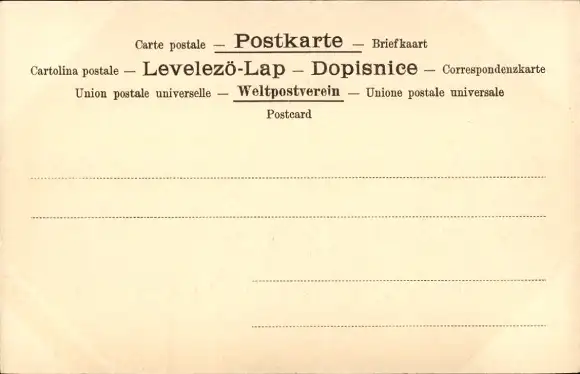 Carte postale — Postkarte — Briefkaart
Cartolina postale — Levelezö-Lap — Dopisnice — Correspondenzkarte
Union postale universelle — Weltpostverein — Unione postale universale
Postcard